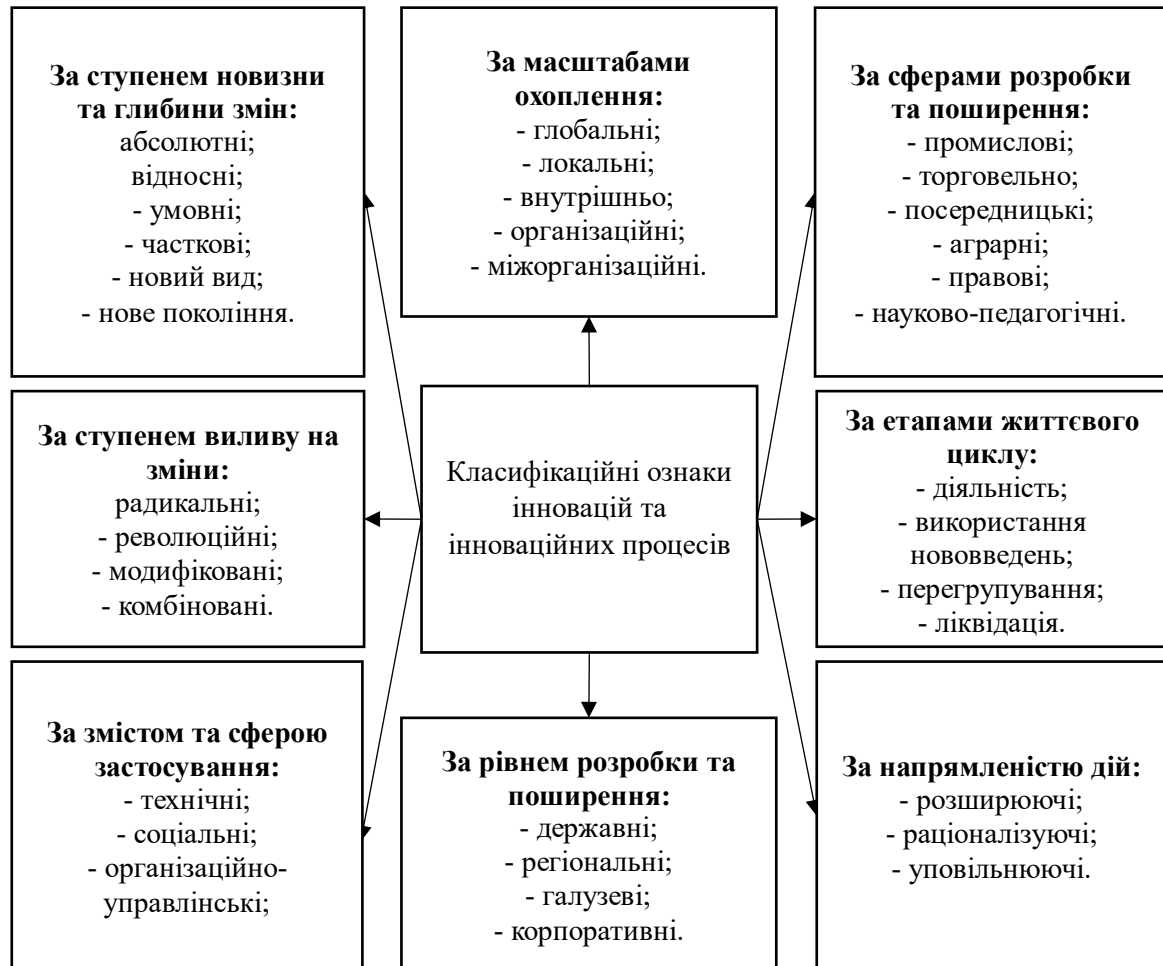 За ступенем новизни
та глибини змін:
абсолютні;
відносні;
- умовні;
- часткові;
- новий вид;
- нове покоління.
За масштабами
охоплення:
- глобальні;
- локальні;
- внутрішньо;
- організаційні;
- міжорганізаційні.
За сферами розробки
та поширення:
- промислові;
- торговельно;
- посередницькі;
- аграрні;
- правові;
- науково-педагогічні.
За ступенем виливу на
зміни:
радикальні;
- революційні;
- модифіковані;
- комбіновані.
Класифікаційні ознаки
інновацій та
інноваційних процесів
За етапами життєвого
циклу:
- діяльність;
- використання
нововведень;
- перегрупування;
- ліквідація.
За змістом та сферою
застосування:
- технічні;
- соціальні;
- організаційно-
управлінські;
За рівнем розробки та
поширення:
- державні;
- регіональні;
- галузеві;
- корпоративні.
За напрямленістю дій:
- розширюючі;
- раціоналізуючі;
- уповільнюючі.